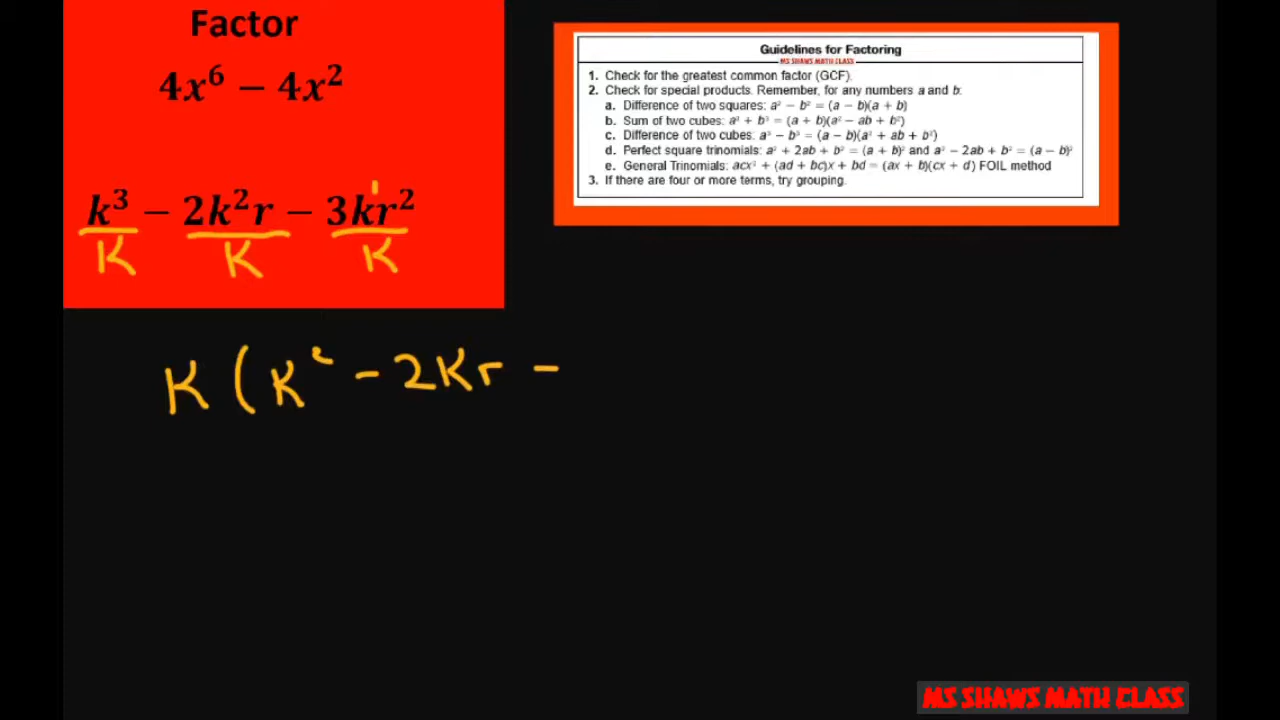 Factor
4x⁶ − 4x²
k³ − 2k²r − 3kr²
K K K
K (K² − 2Kr −
Guidelines for Factoring
MS SHAWS MATH CLASS
1. Check for the greatest common factor (GCF).
2. Check for special products. Remember, for any numbers a and b:
a. Difference of two squares: a² − b² = (a − b)(a + b)
b. Sum of two cubes: a³ + b³ = (a + b)(a² − ab + b²)
c. Difference of two cubes: a³ − b³ = (a − b)(a² + ab + b²)
d. Perfect square trinomials: a² + 2ab + b² = (a + b)² and a² − 2ab + b² = (a − b)²
e. General Trinomials: acx² + (ad + bc)x + bd = (ax + b)(cx + d) FOIL method
3. If there are four or more terms, try grouping.
MS SHAWS MATH CLASS